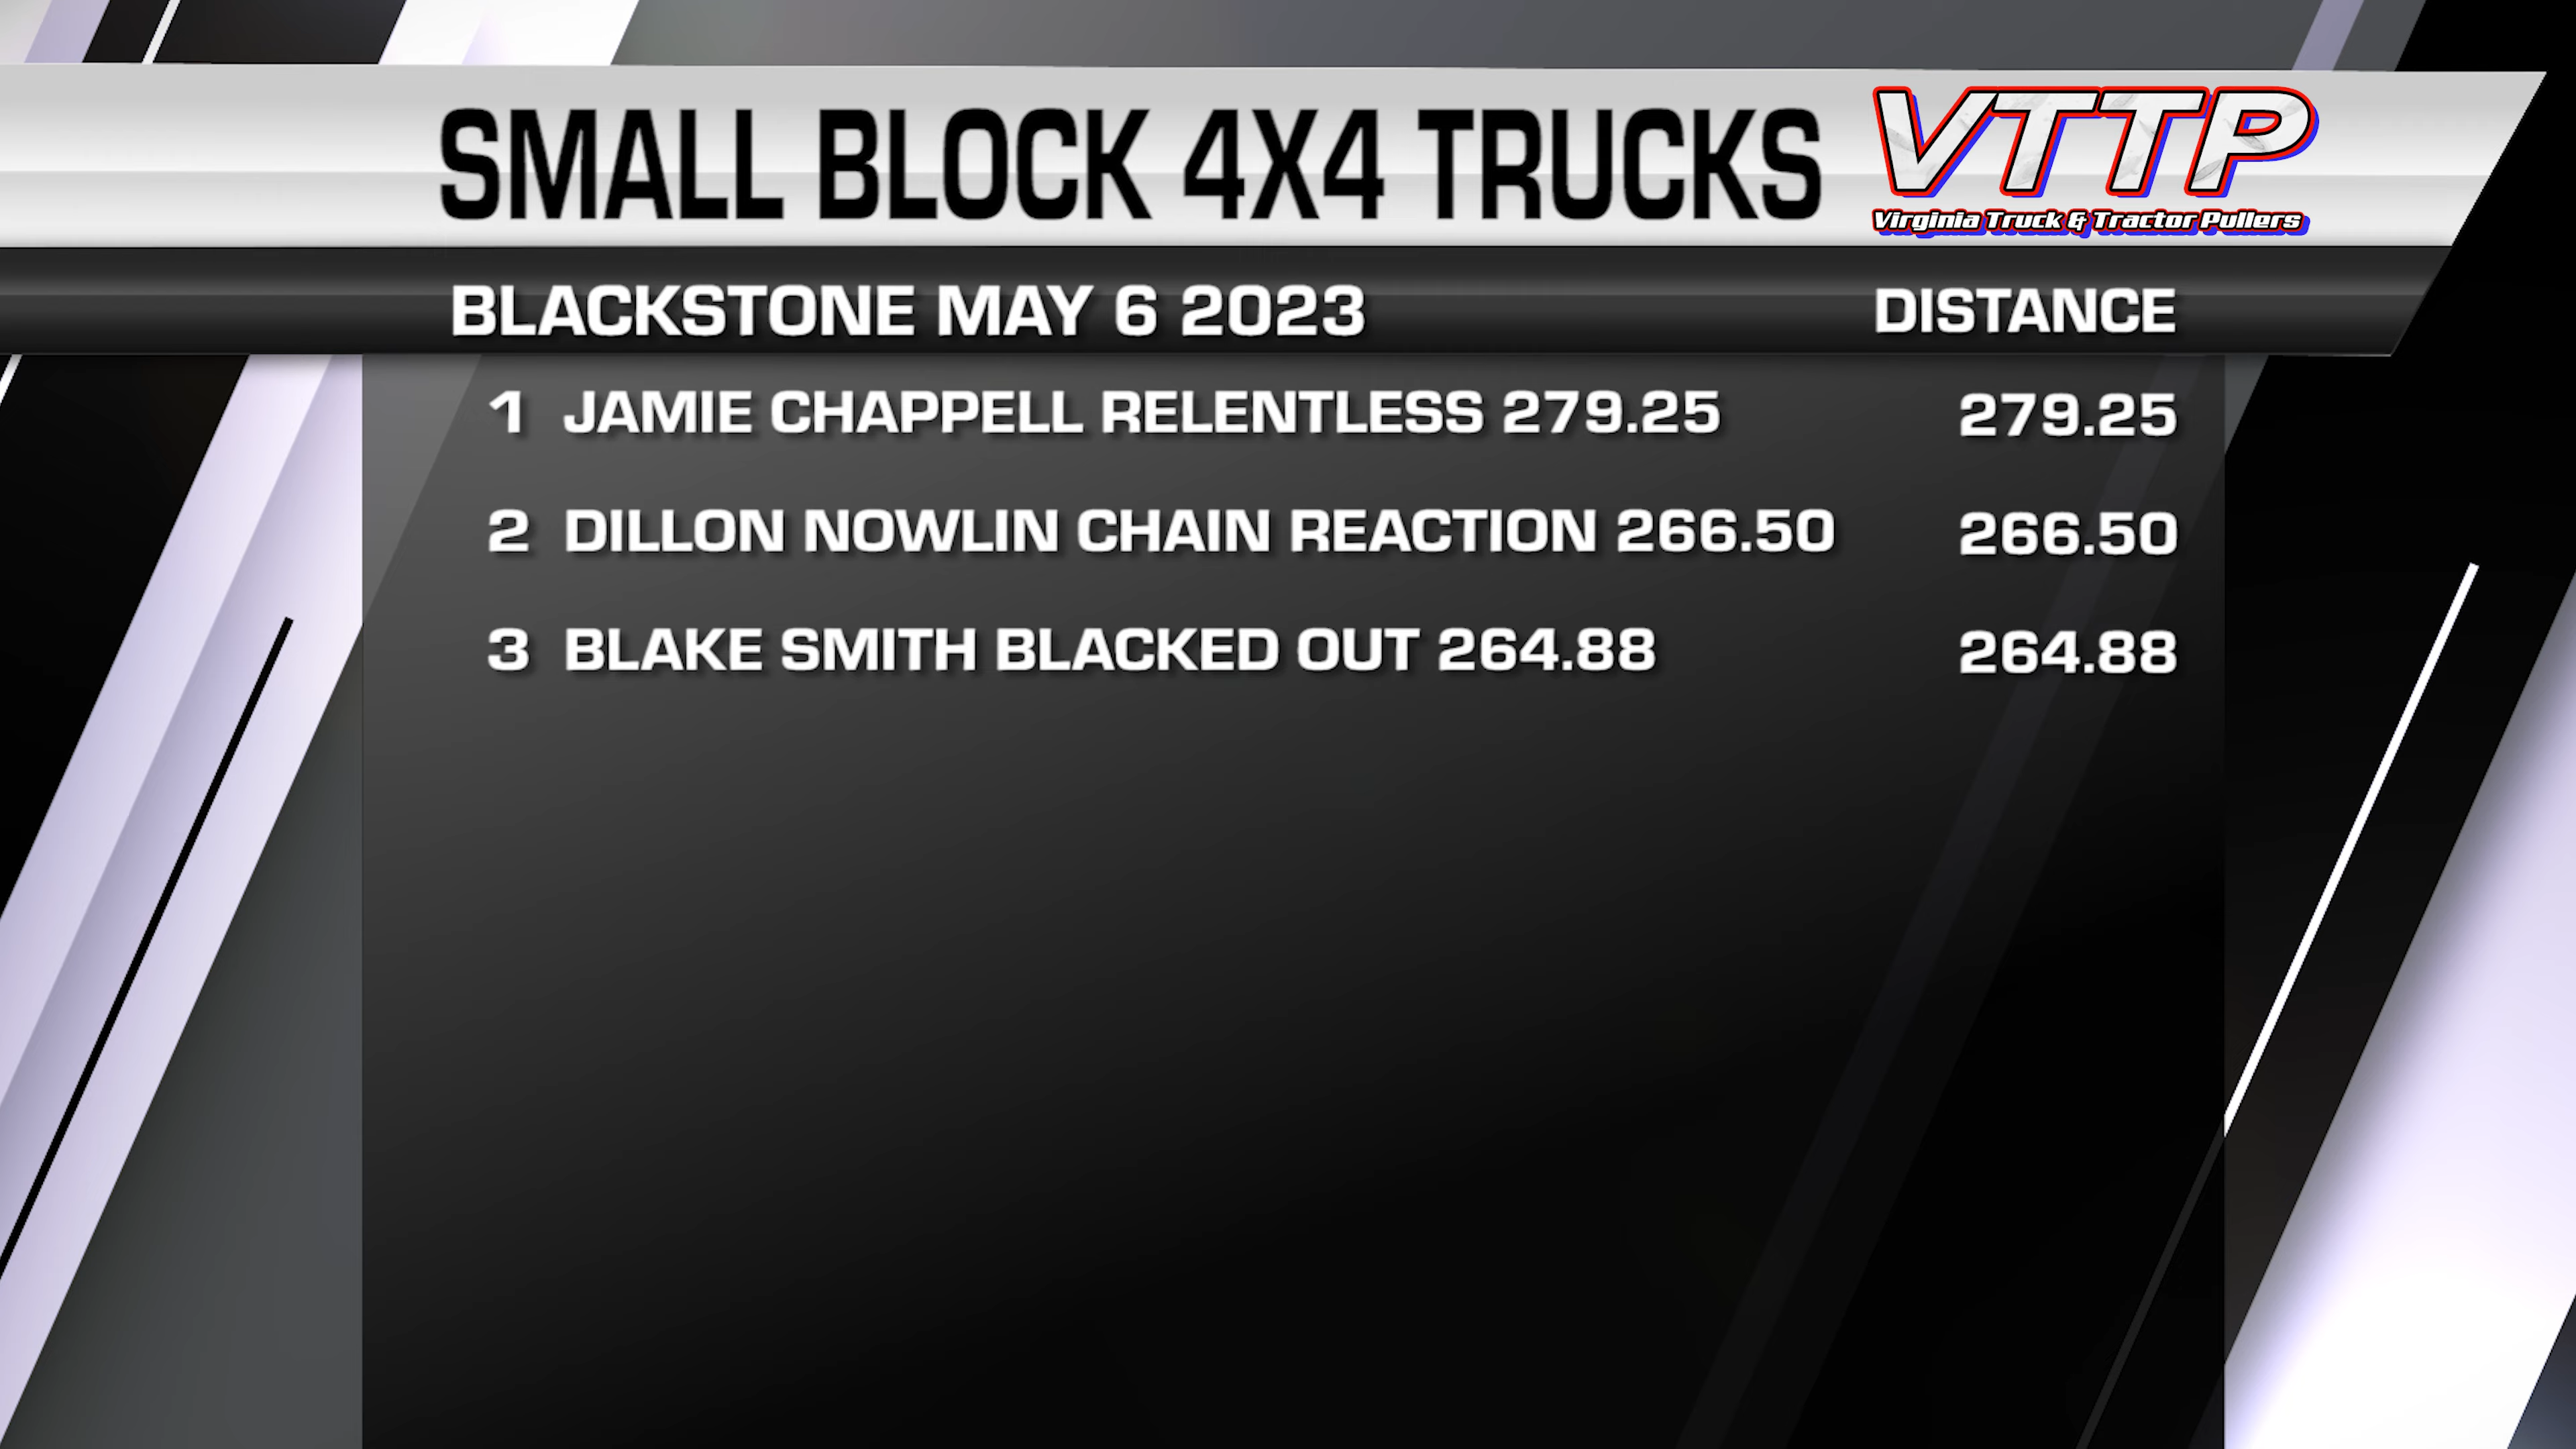 SMALL BLOCK 4X4 TRUCKS
VTTP
Virginia Truck & Tractor Pullers
BLACKSTONE MAY 6 2023 DISTANCE
1 JAMIE CHAPPELL RELENTLESS 279.25 279.25
2 DILLON NOWLIN CHAIN REACTION 266.50 266.50
3 BLAKE SMITH BLACKED OUT 264.88 264.88